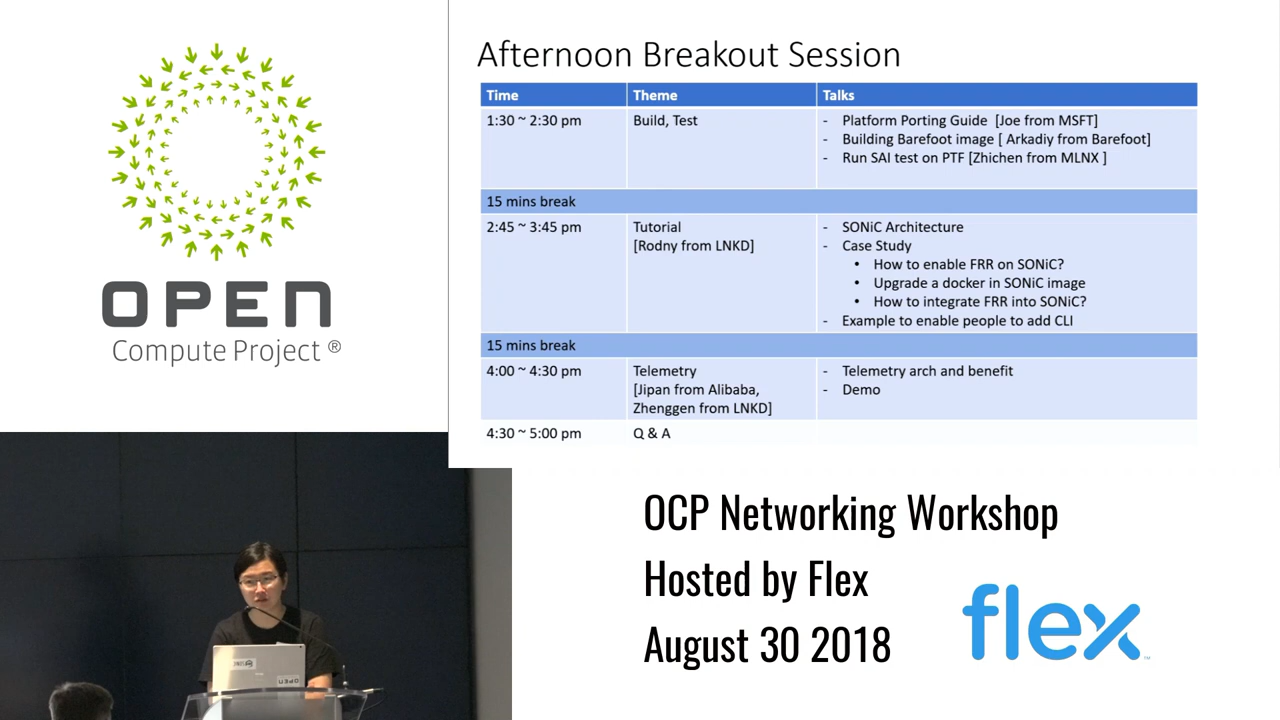 OPEN
Compute Project ®
Afternoon Breakout Session
Time Theme Talks
1:30 ~ 2:30 pm Build, Test - Platform Porting Guide [Joe from MSFT]
- Building Barefoot image [ Arkadiy from Barefoot]
- Run SAI test on PTF [Zhichen from MLNX ]
15 mins break
2:45 ~ 3:45 pm Tutorial - SONiC Architecture
[Rodny from LNKD] - Case Study
• How to enable FRR on SONiC?
• Upgrade a docker in SONiC image
• How to integrate FRR into SONiC?
- Example to enable people to add CLI
15 mins break
4:00 ~ 4:30 pm Telemetry - Telemetry arch and benefit
[Jipan from Alibaba, - Demo
Zhenggen from LNKD]
4:30 ~ 5:00 pm Q & A
OCP Networking Workshop
Hosted by Flex
August 30 2018
flex
TM
OPEN